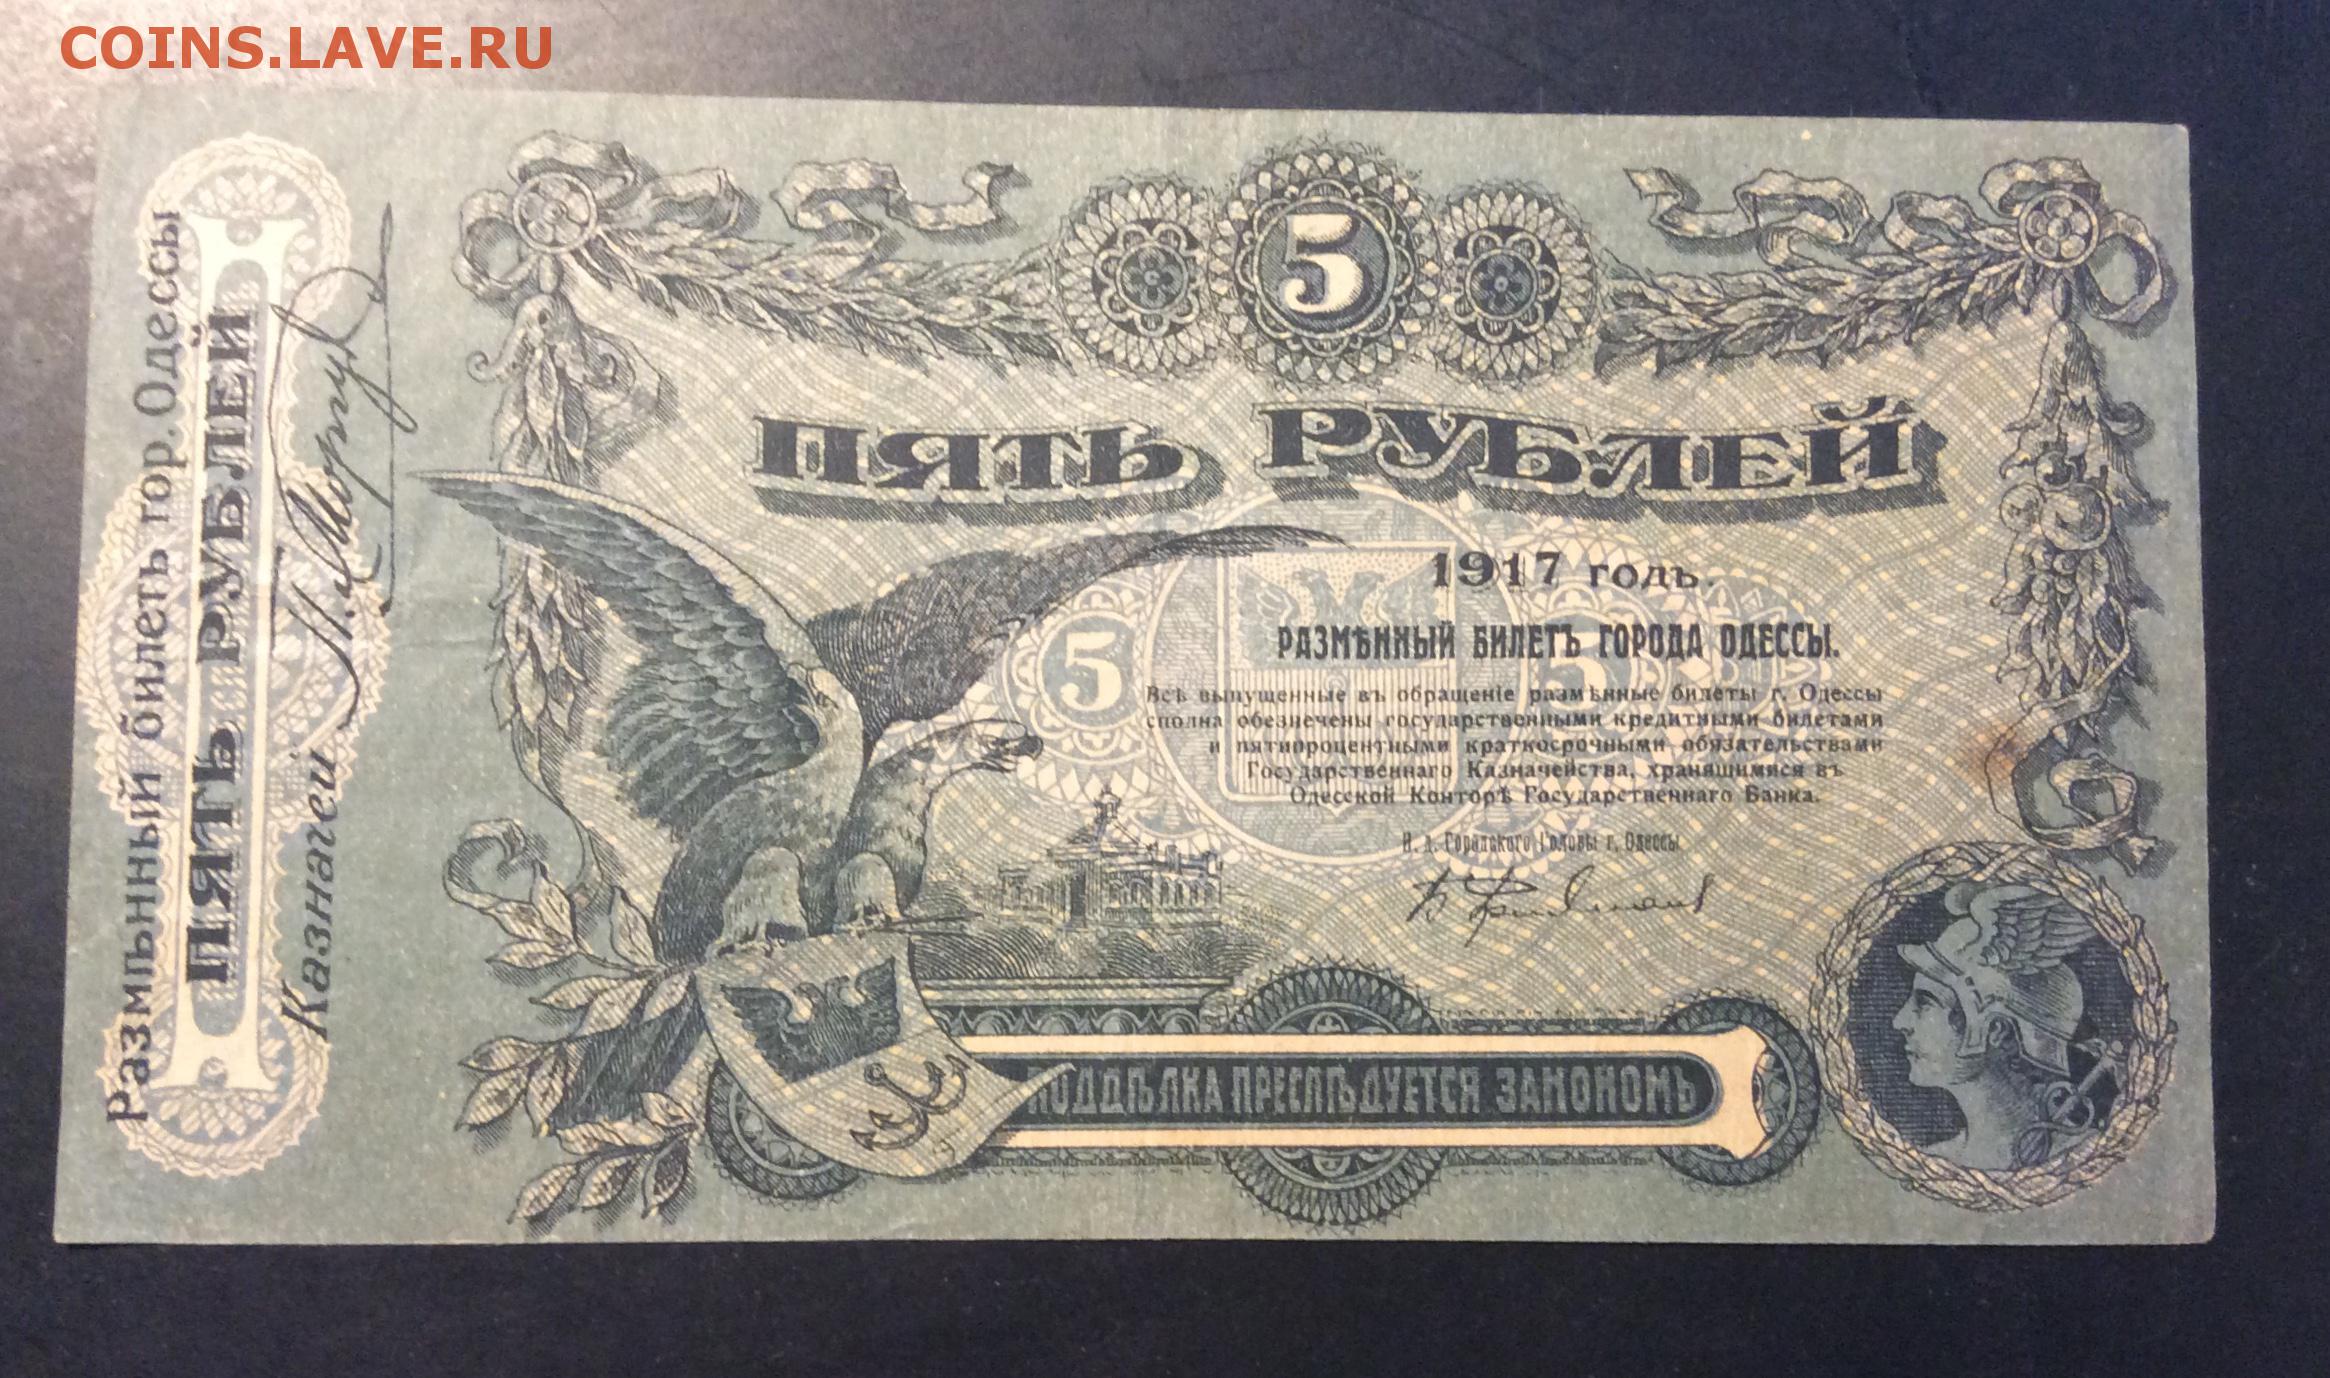 COINS.LAVE.RU
Размѣнный билетъ гор. Одессы
ПЯТЬ РУБЛЕЙ
Казначей
5
ПЯТЬ РУБЛЕЙ
1917 годъ.
5 5
РАЗМѢННЫЙ БИЛЕТЪ ГОРОДА ОДЕССЫ.
Всѣ выпущенные въ обращеніе размѣнные билеты г. Одессы
сполна обезпечены государственными кредитными билетами
и пятипроцентными краткосрочными обязательствами
Государственнаго Казначейства, хранящимися въ
Одесской Конторѣ Государственнаго Банка.
И. д. Городского Головы г. Одессы
ПОДДѢЛКА ПРЕСЛѢДУЕТСЯ ЗАКОНОМЪ